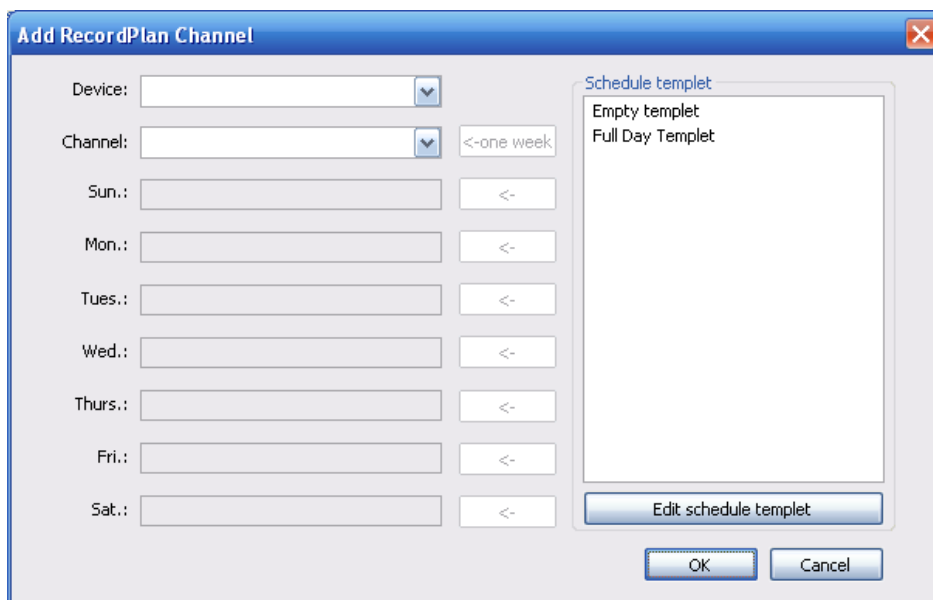 Add RecordPlan Channel
Device:
Schedule templet
Empty templet
Full Day Templet
Channel:
<-one week
Sun.:
<-
Mon.:
<-
Tues.:
<-
Wed.:
<-
Thurs.:
<-
Fri.:
<-
Sat.:
<-
Edit schedule templet
OK
Cancel